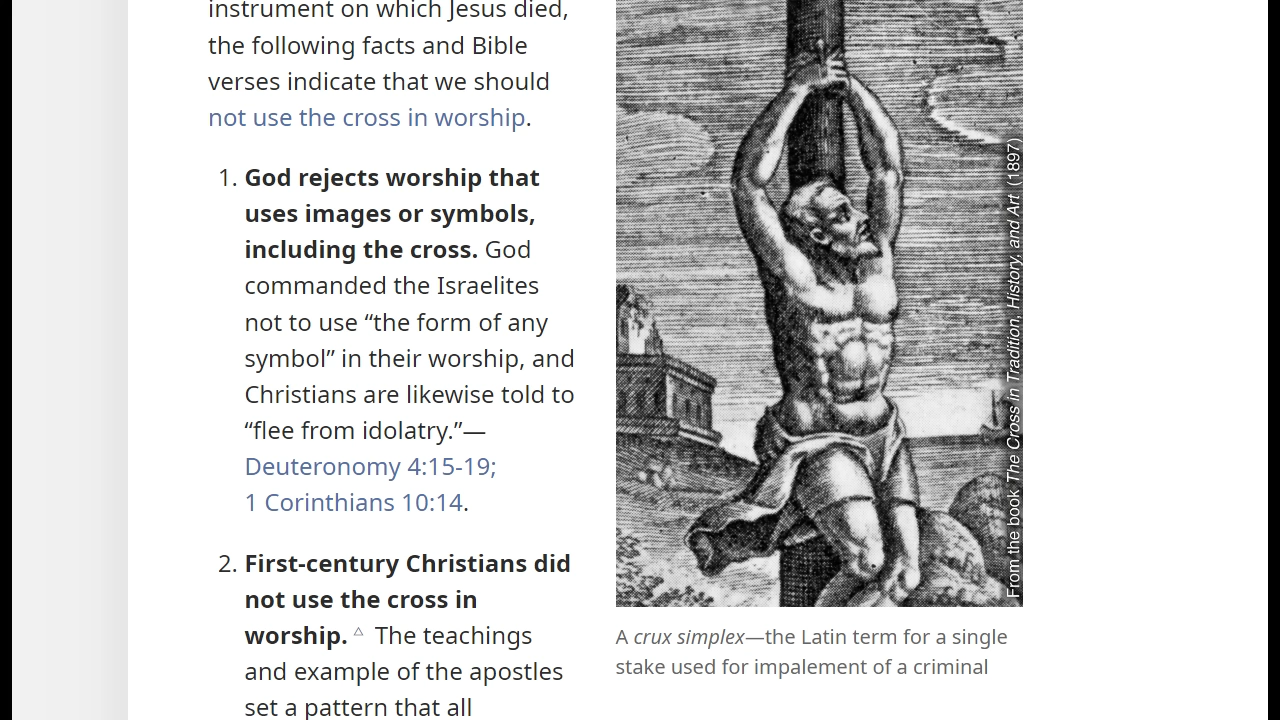 instrument on which Jesus died,
the following facts and Bible
verses indicate that we should
not use the cross in worship.
1. God rejects worship that
uses images or symbols,
including the cross. God
commanded the Israelites
not to use “the form of any
symbol” in their worship, and
Christians are likewise told to
“flee from idolatry.”—
Deuteronomy 4:15-19;
1 Corinthians 10:14.
2. First-century Christians did
not use the cross in
worship. △ The teachings
and example of the apostles
set a pattern that all
From the book The Cross in Tradition, History, and Art (1897)
A crux simplex—the Latin term for a single
stake used for impalement of a criminal